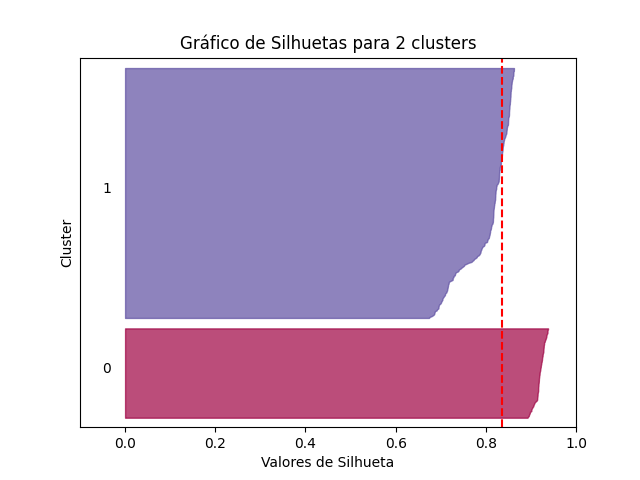 Gráfico de Silhuetas para 2 clusters
Cluster
1
0
0.0 0.2 0.4 0.6 0.8 1.0
Valores de Silhueta